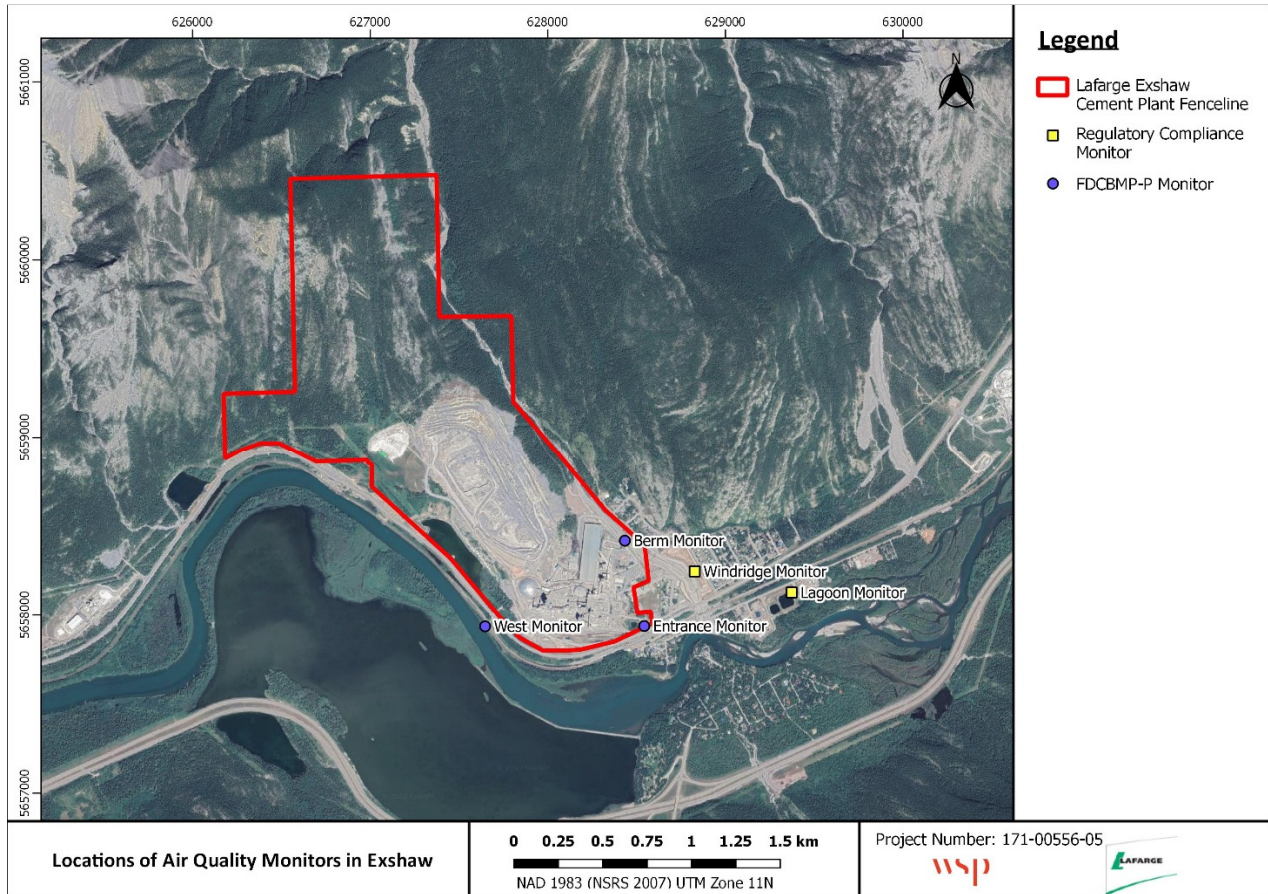 626000 627000 628000 629000 630000
5661000
5660000
5659000
5658000
5657000
N
Berm Monitor
Windridge Monitor
Lagoon Monitor
West Monitor
Entrance Monitor
Legend
Lafarge Exshaw
Cement Plant Fenceline
Regulatory Compliance
Monitor
FDCBMP-P Monitor
Locations of Air Quality Monitors in Exshaw
0 0.25 0.5 0.75 1 1.25 1.5 km
NAD 1983 (NSRS 2007) UTM Zone 11N
Project Number: 171-00556-05
wsp
LAFARGE